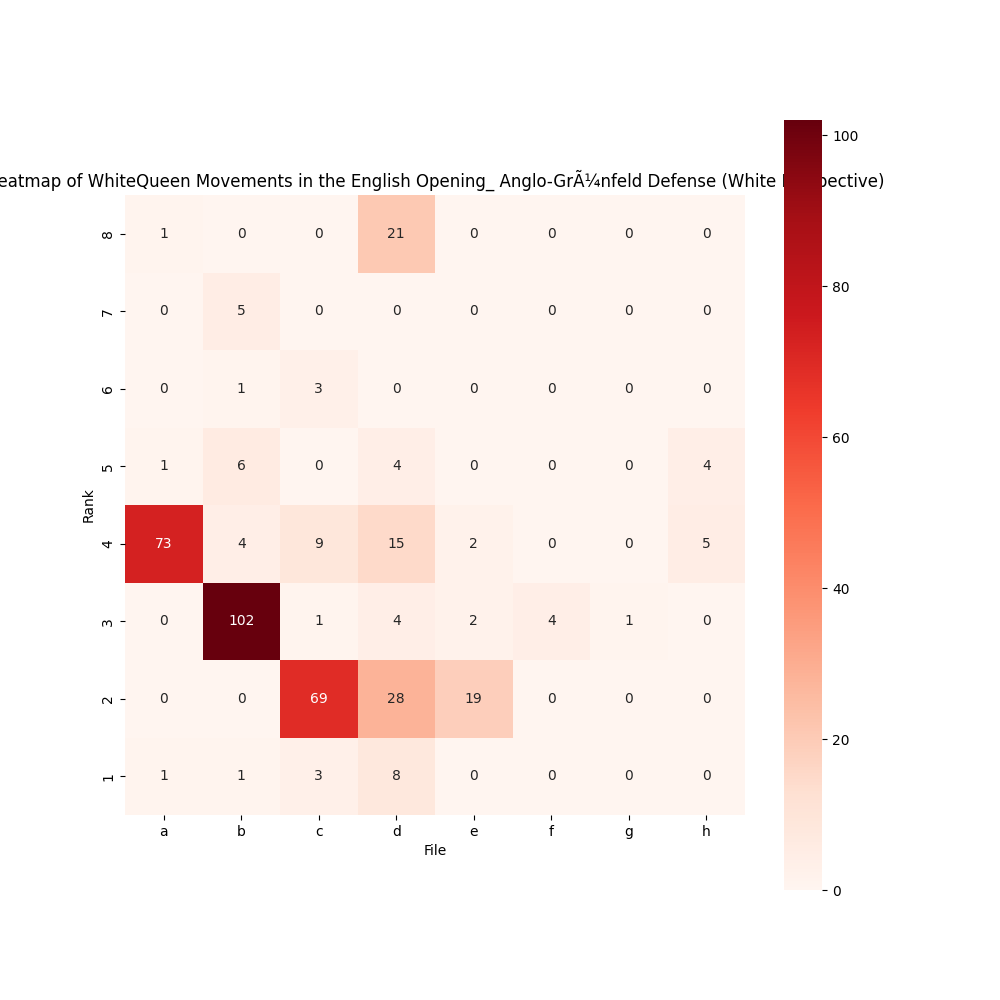 eatmap of WhiteQueen Movements in the English Opening_ Anglo-GrÃ¼nfeld Defense (White pective)
100
80
60
40
20
0
Rank
8 1 0 0 21 0 0 0 0
7 0 5 0 0 0 0 0 0
6 0 1 3 0 0 0 0 0
5 1 6 0 4 0 0 0 4
4 73 4 9 15 2 0 0 5
3 0 102 1 4 2 4 1 0
2 0 0 69 28 19 0 0 0
1 1 1 3 8 0 0 0 0
a b c d e f g h
File